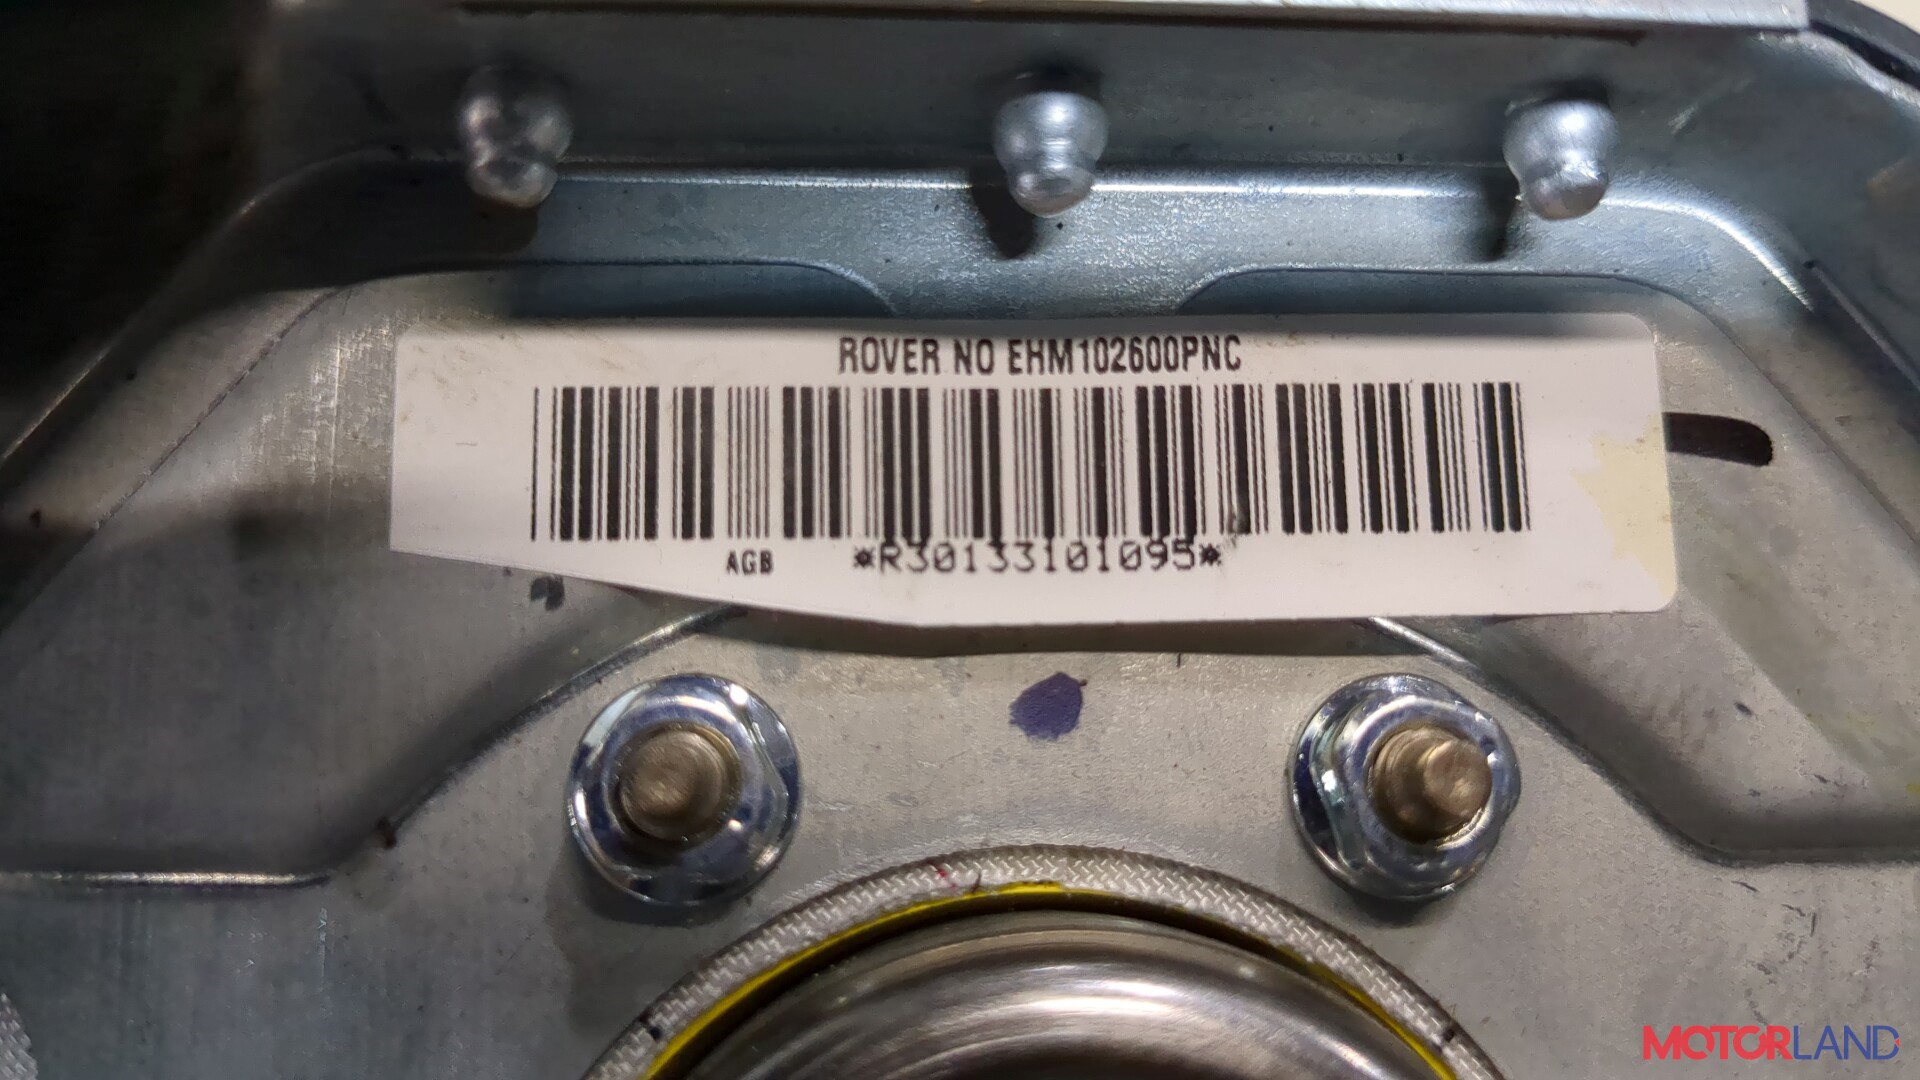 ROVER NO EHM102600PNC
AGB *R30133101095*
MOTORLAND